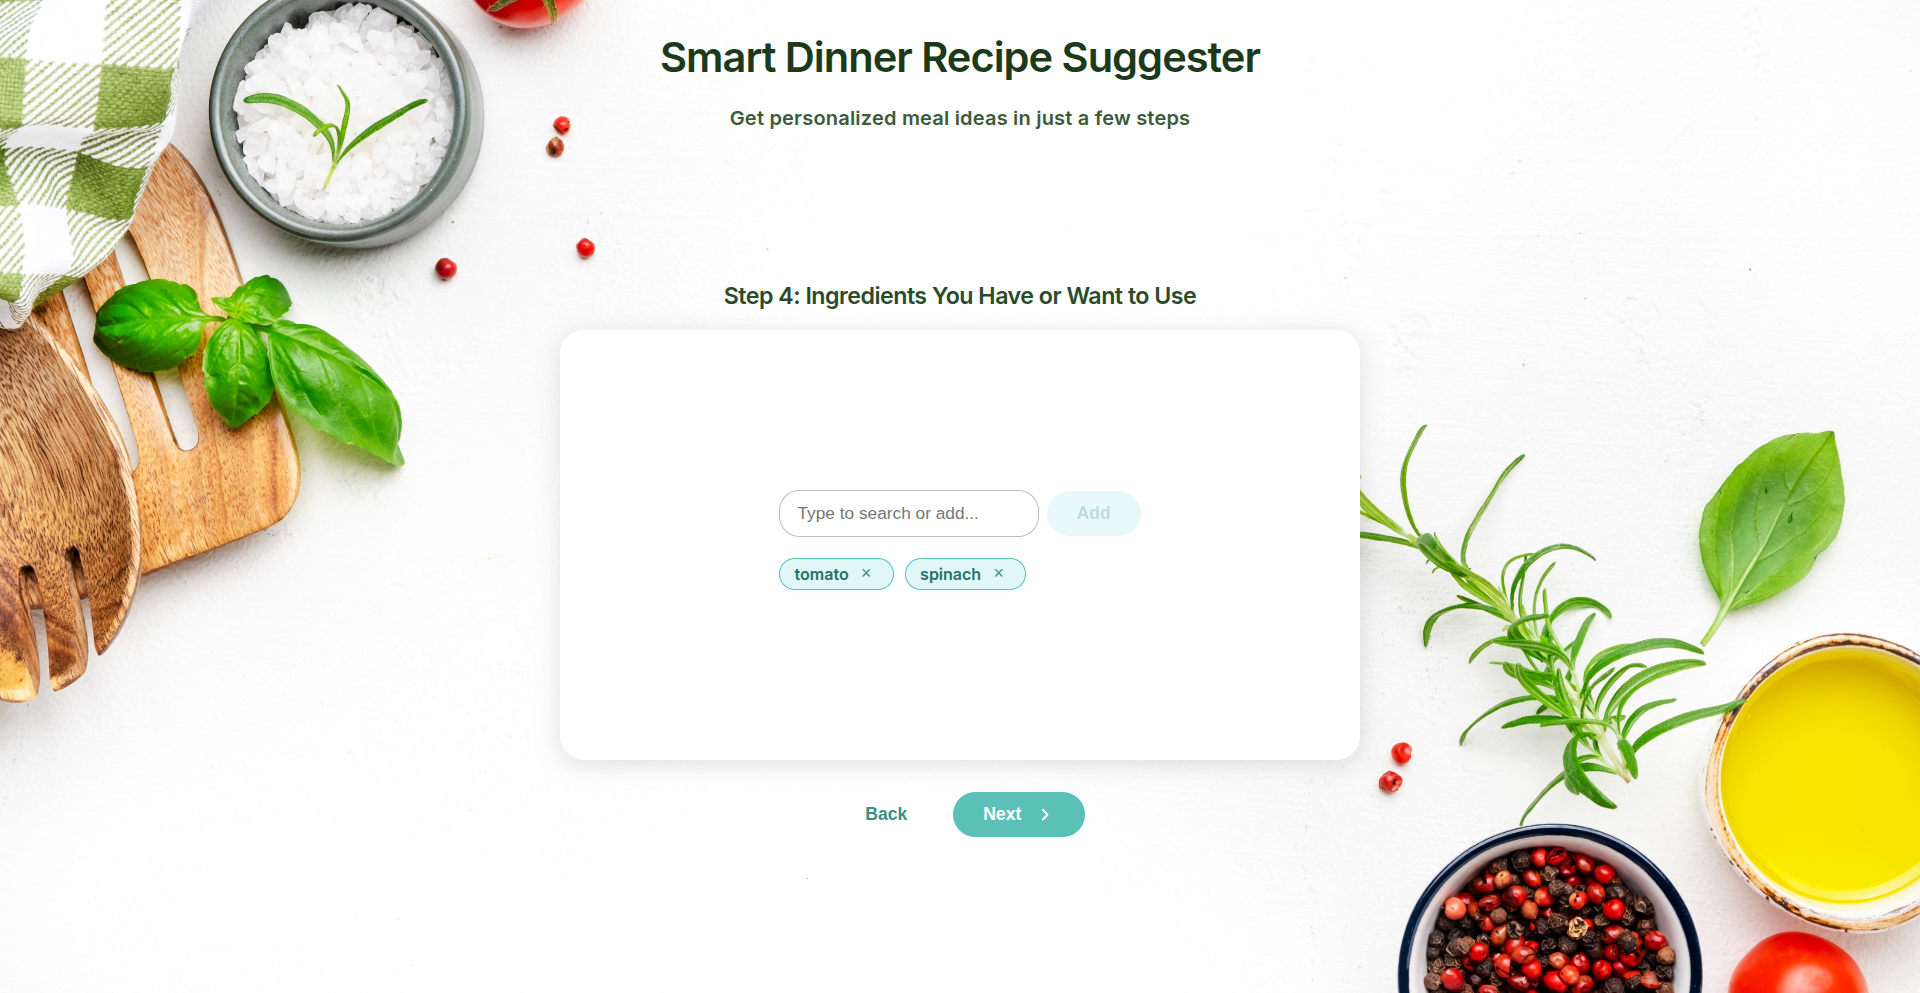 Smart Dinner Recipe Suggester
Get personalized meal ideas in just a few steps
Step 4: Ingredients You Have or Want to Use
Type to search or add... Add
tomato × spinach ×
Back Next